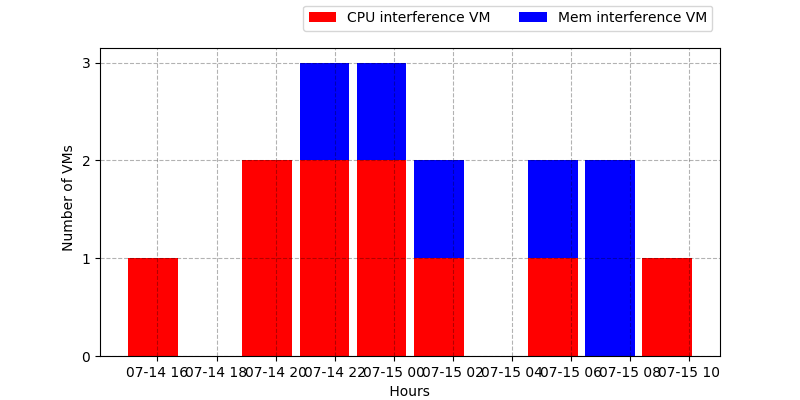 CPU interference VM Mem interference VM
3
2
1
0
Number of VMs
07-14 16 07-14 18 07-14 20 07-14 22 07-15 00 07-15 02 07-15 04 07-15 06 07-15 08 07-15 10
Hours